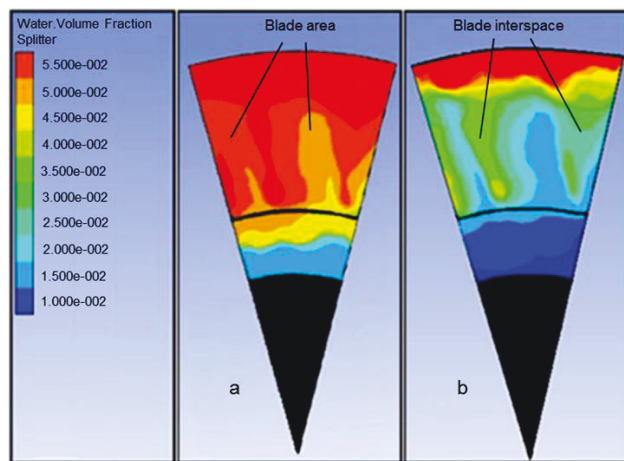 Water.Volume Fraction
Splitter
5.500e-002
5.000e-002
4.500e-002
4.000e-002
3.500e-002
3.000e-002
2.500e-002
2.000e-002
1.500e-002
1.000e-002
Blade area
a
Blade interspace
b